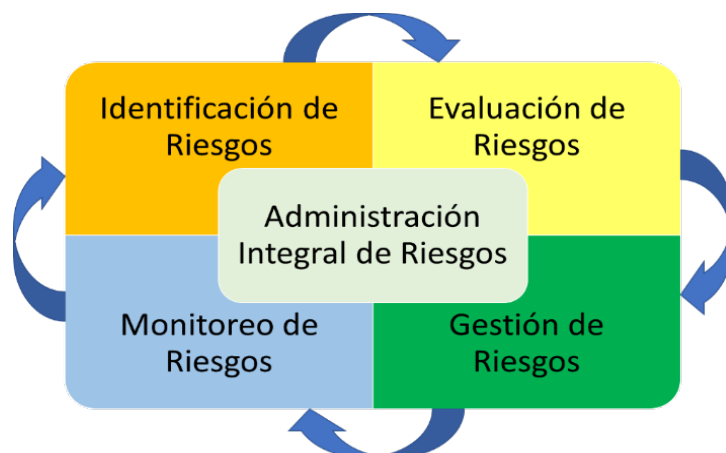 Identificación de
Riesgos
Evaluación de
Riesgos
Administración
Integral de Riesgos
Monitoreo de
Riesgos
Gestión de
Riesgos